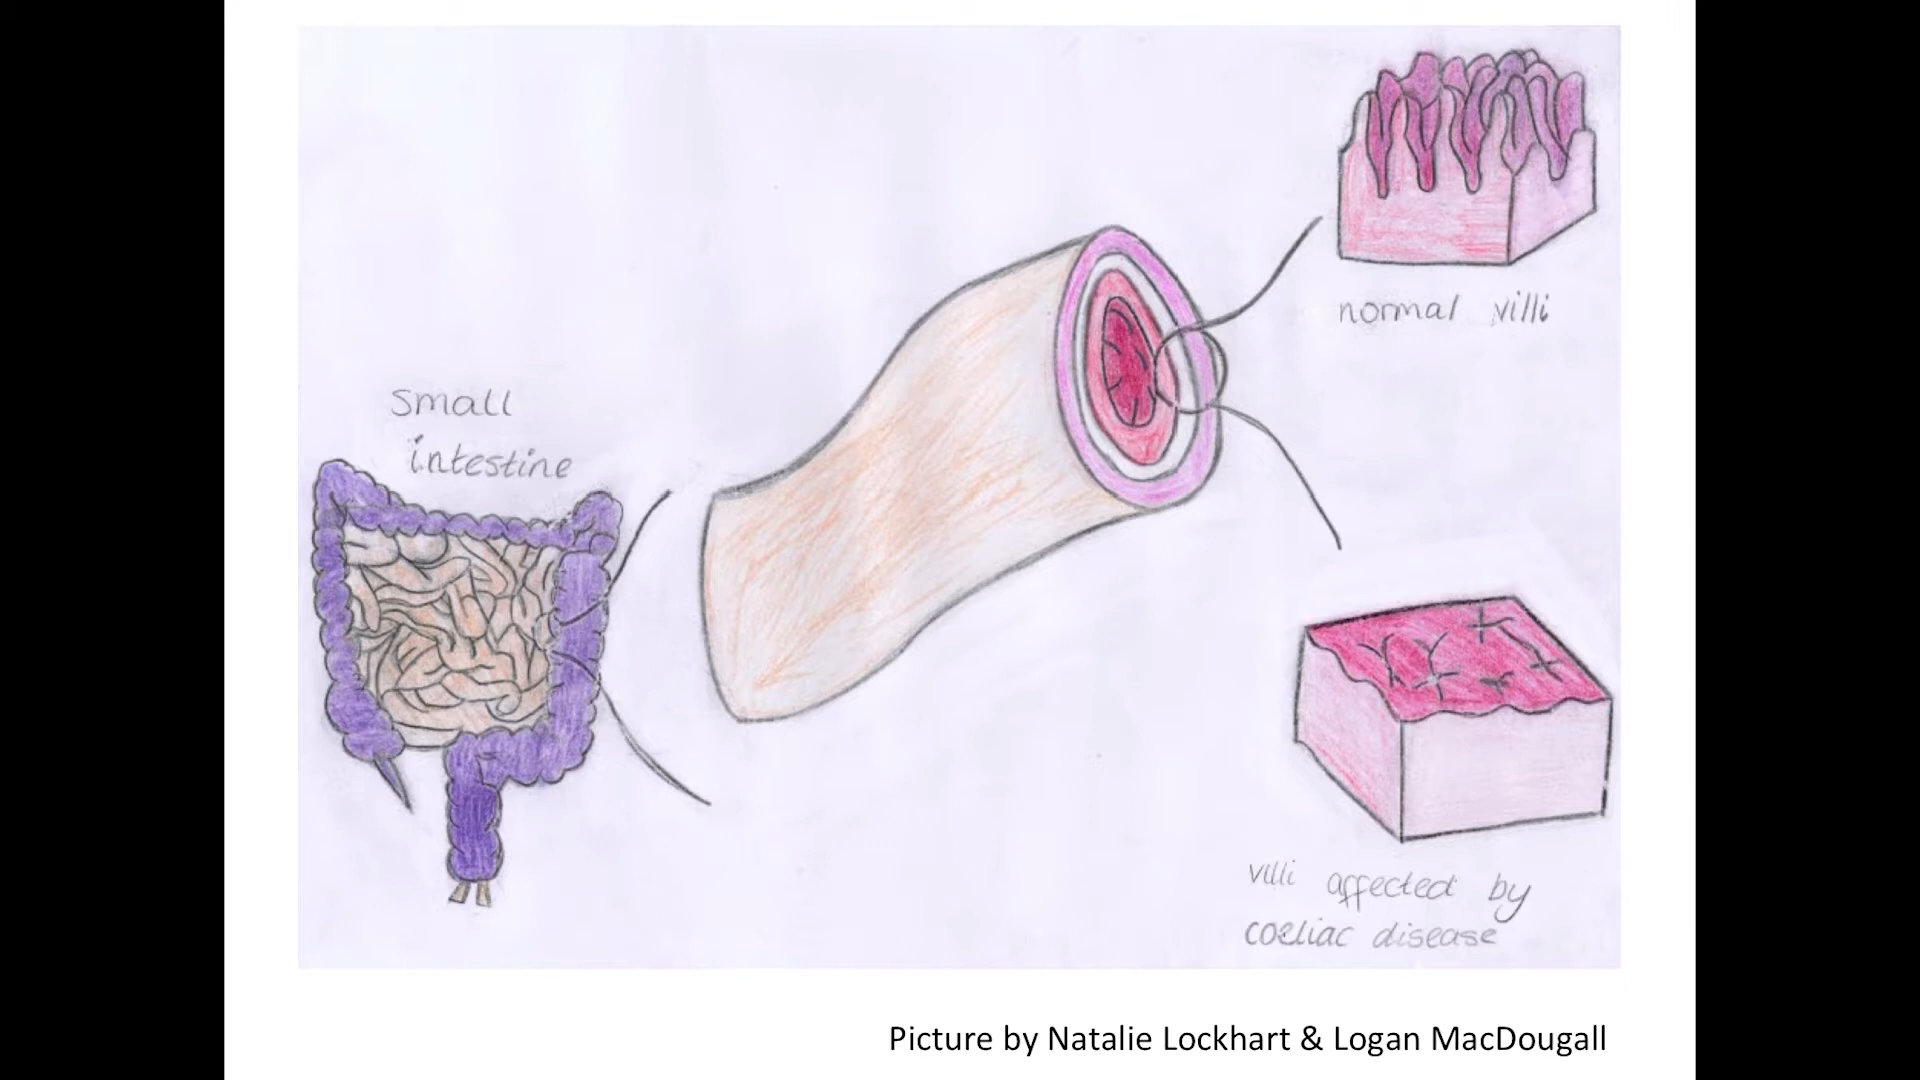 small
intestine
normal villi
villi affected by
coeliac disease
Picture by Natalie Lockhart & Logan MacDougall